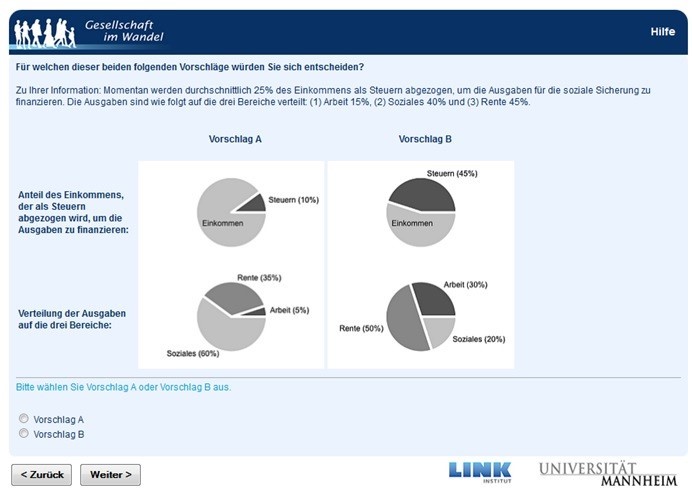 Gesellschaft
im Wandel
Hilfe
Für welchen dieser beiden folgenden Vorschläge würden Sie sich entscheiden?
Zu Ihrer Information: Momentan werden durchschnittlich 25% des Einkommens als Steuern abgezogen, um die Ausgaben für die soziale Sicherung zu
finanzieren. Die Ausgaben sind wie folgt auf die drei Bereiche verteilt: (1) Arbeit 15%, (2) Soziales 40% und (3) Rente 45%.
Vorschlag A
Vorschlag B
Anteil des Einkommens,
der als Steuern
abgezogen wird, um die
Ausgaben zu finanzieren:
Steuern (10%)
Einkommen
Steuern (45%)
Einkommen
Verteilung der Ausgaben
auf die drei Bereiche:
Rente (35%)
Arbeit (5%)
Soziales (60%)
Arbeit (30%)
Rente (50%)
Soziales (20%)
Bitte wählen Sie Vorschlag A oder Vorschlag B aus.
Vorschlag A
Vorschlag B
< Zurück
Weiter >
LINK
INSTITUT
UNIVERSITÄT
MANNHEIM